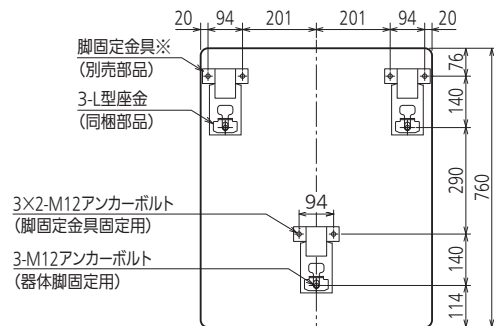 20 94 201 201 94 20
脚固定金具※
(別売部品)
3-L型座金
(同梱部品)
76
140
290
760
3×2-M12アンカーボルト
(脚固定金具固定用)
94
3-M12アンカーボルト
(器体脚固定用)
140
114